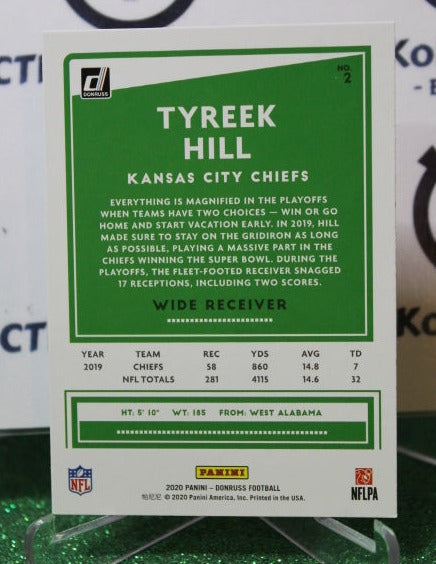 DONRUSS
NO.
2
TYREEK
HILL
KANSAS CITY CHIEFS
EVERYTHING IS MAGNIFIED IN THE PLAYOFFS
WHEN TEAMS HAVE TWO CHOICES — WIN OR GO
HOME AND START VACATION EARLY. IN 2019, HILL
MADE SURE TO STAY ON THE GRIDIRON AS LONG
AS POSSIBLE, PLAYING A MASSIVE PART IN THE
CHIEFS WINNING THE SUPER BOWL. DURING THE
PLAYOFFS, THE FLEET-FOOTED RECEIVER SNAGGED
17 RECEPTIONS, INCLUDING TWO SCORES.
WIDE RECEIVER
YEAR TEAM REC YDS AVG TD
2019 CHIEFS 58 860 14.8 7
NFL TOTALS 281 4115 14.6 32
HT: 5' 10" WT: 185 FROM: WEST ALABAMA
NFL
PANINI
NFLPA
2020 PANINI – DONRUSS FOOTBALL
帕尼尼 © 2020 Panini America, Inc. Printed in the USA.